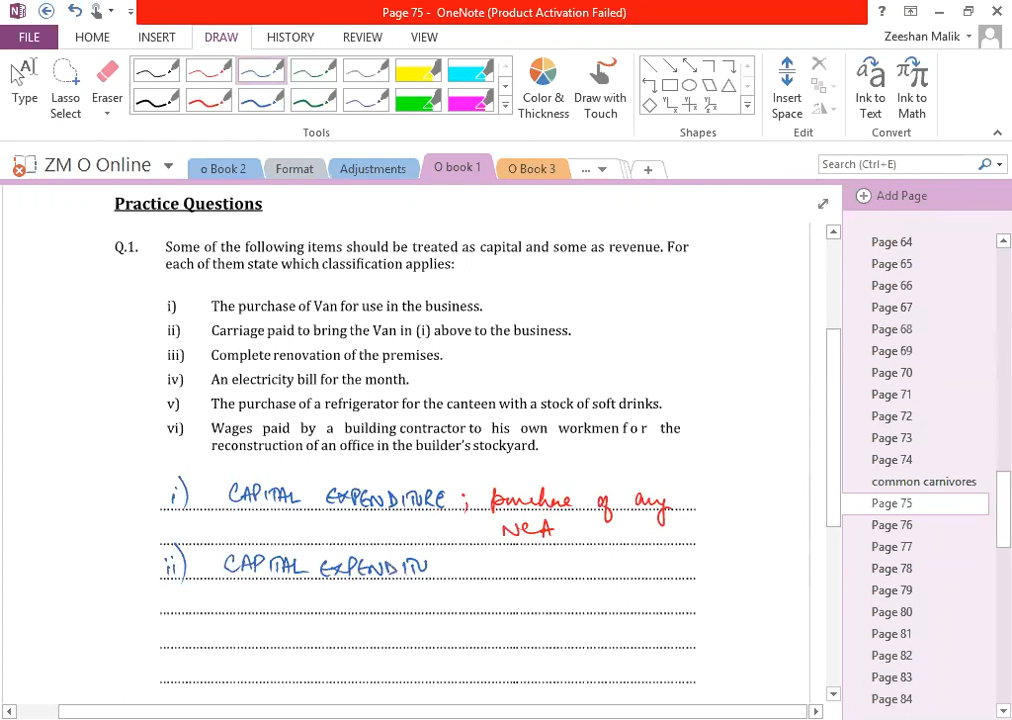 Page 75 - OneNote (Product Activation Failed)
?
FILE HOME INSERT DRAW HISTORY REVIEW VIEW
Zeeshan Malik
Type
Lasso Select
Eraser
Color & Thickness
Draw with Touch
Insert Space
Ink to Text
Ink to Math
Tools
Shapes
Edit
Convert
ZM O Online
o Book 2
Format
Adjustments
O book 1
O Book 3
...
Search (Ctrl+E)
Add Page
Practice Questions
Q.1. Some of the following items should be treated as capital and some as revenue. For
each of them state which classification applies:
i) The purchase of Van for use in the business.
ii) Carriage paid to bring the Van in (i) above to the business.
iii) Complete renovation of the premises.
iv) An electricity bill for the month.
v) The purchase of a refrigerator for the canteen with a stock of soft drinks.
vi) Wages paid by a building contractor to his own workmen for the
reconstruction of an office in the builder's stockyard.
i) CAPITAL EXPENDITURE ; purchase of any
NCA
ii) CAPITAL EXPENDITU
Page 64
Page 65
Page 66
Page 67
Page 68
Page 69
Page 70
Page 71
Page 72
Page 73
Page 74
common carnivores
Page 75
Page 76
Page 77
Page 78
Page 79
Page 80
Page 81
Page 82
Page 83
Page 84